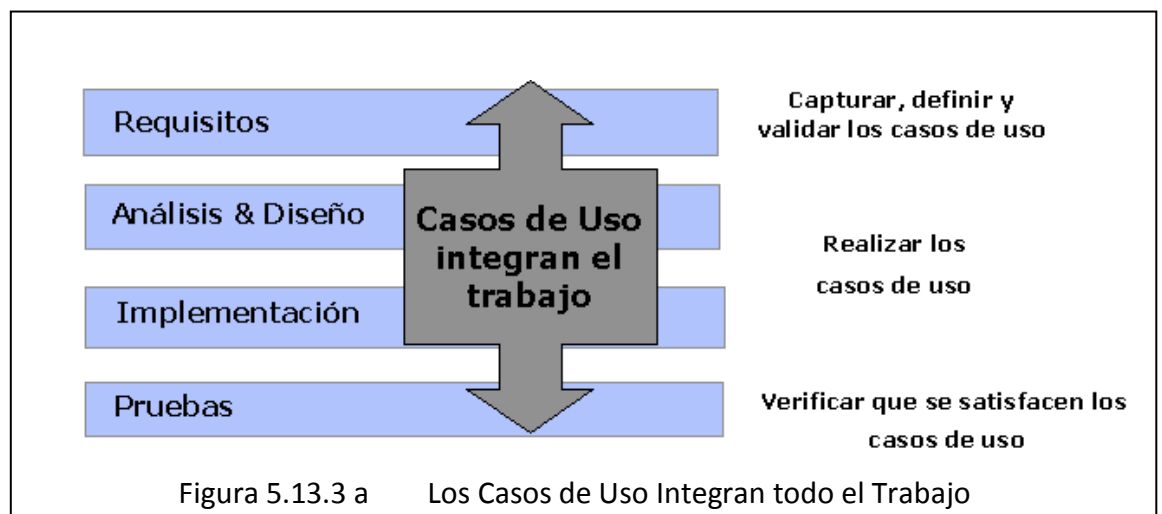 Requisitos
Capturar, definir y
validar los casos de uso
Análisis & Diseño
Casos de Uso
integran el
trabajo
Realizar los
casos de uso
Implementación
Pruebas
Verificar que se satisfacen los
casos de uso
Figura 5.13.3 a Los Casos de Uso Integran todo el Trabajo